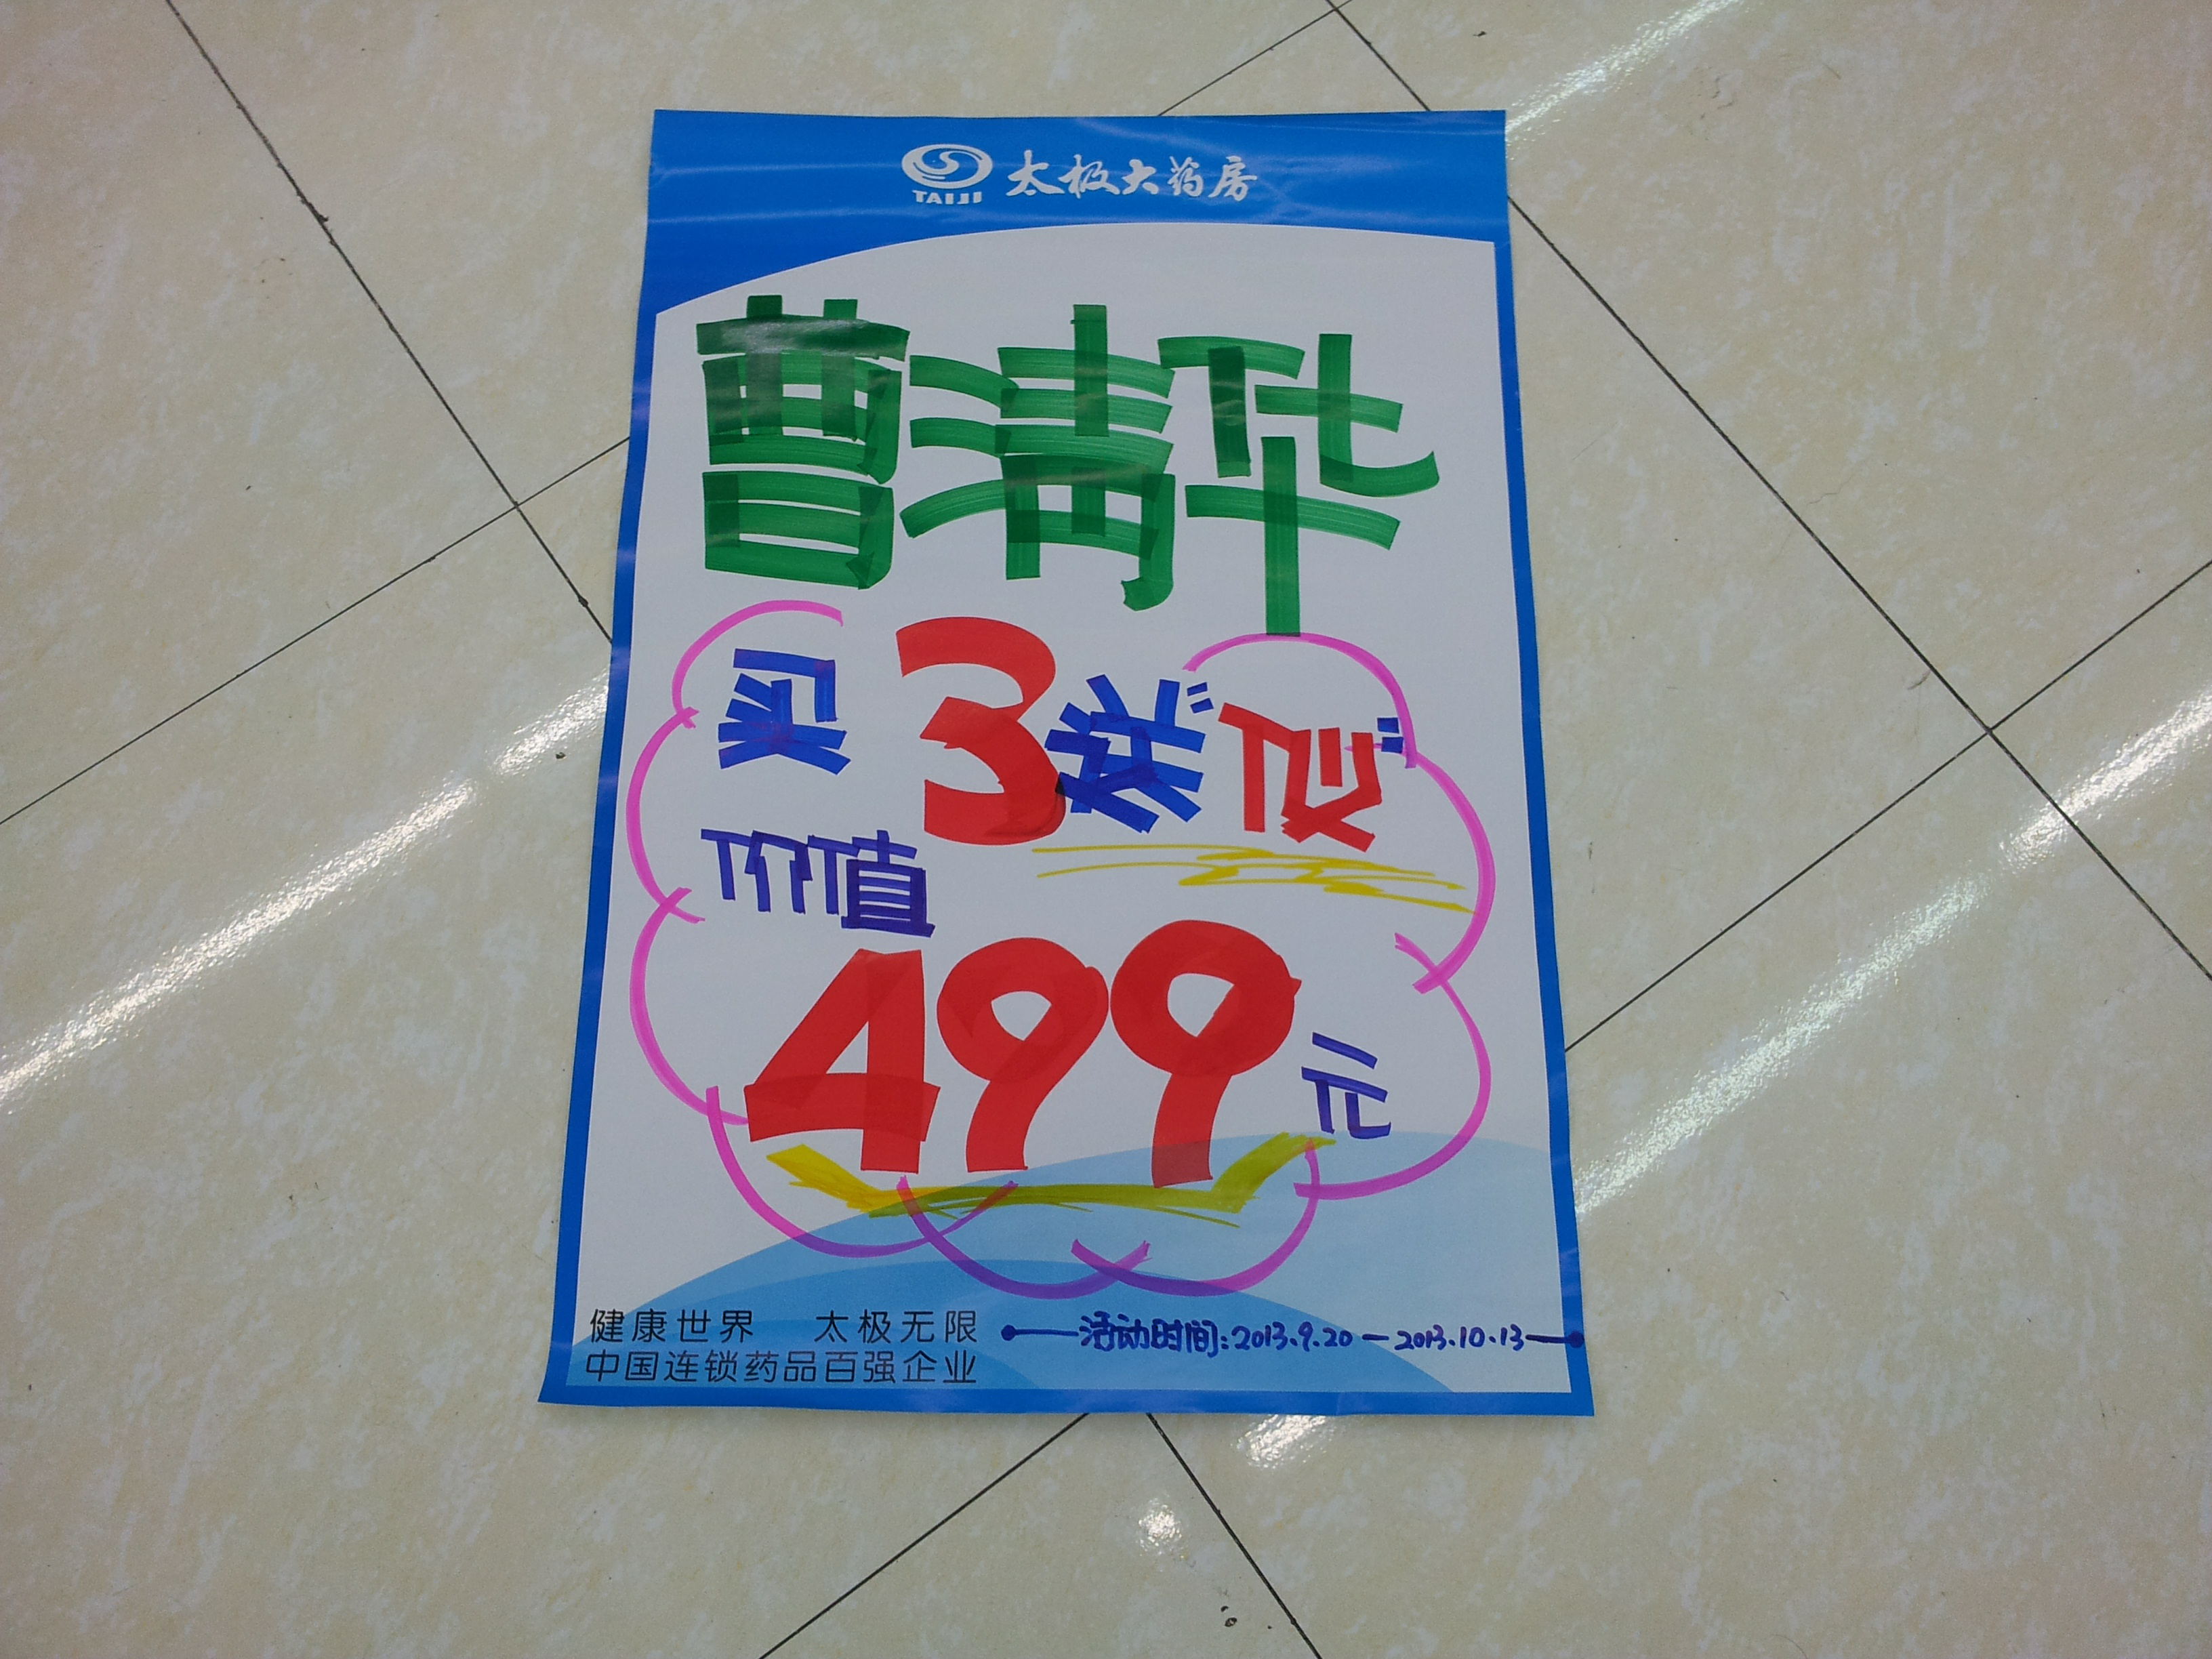 TAIJI 太极大药房
曹清华
买3送"仪"
价值
499元
健康世界 太极无限
中国连锁药品百强企业
活动时间:2013.9.20—2013.10.13